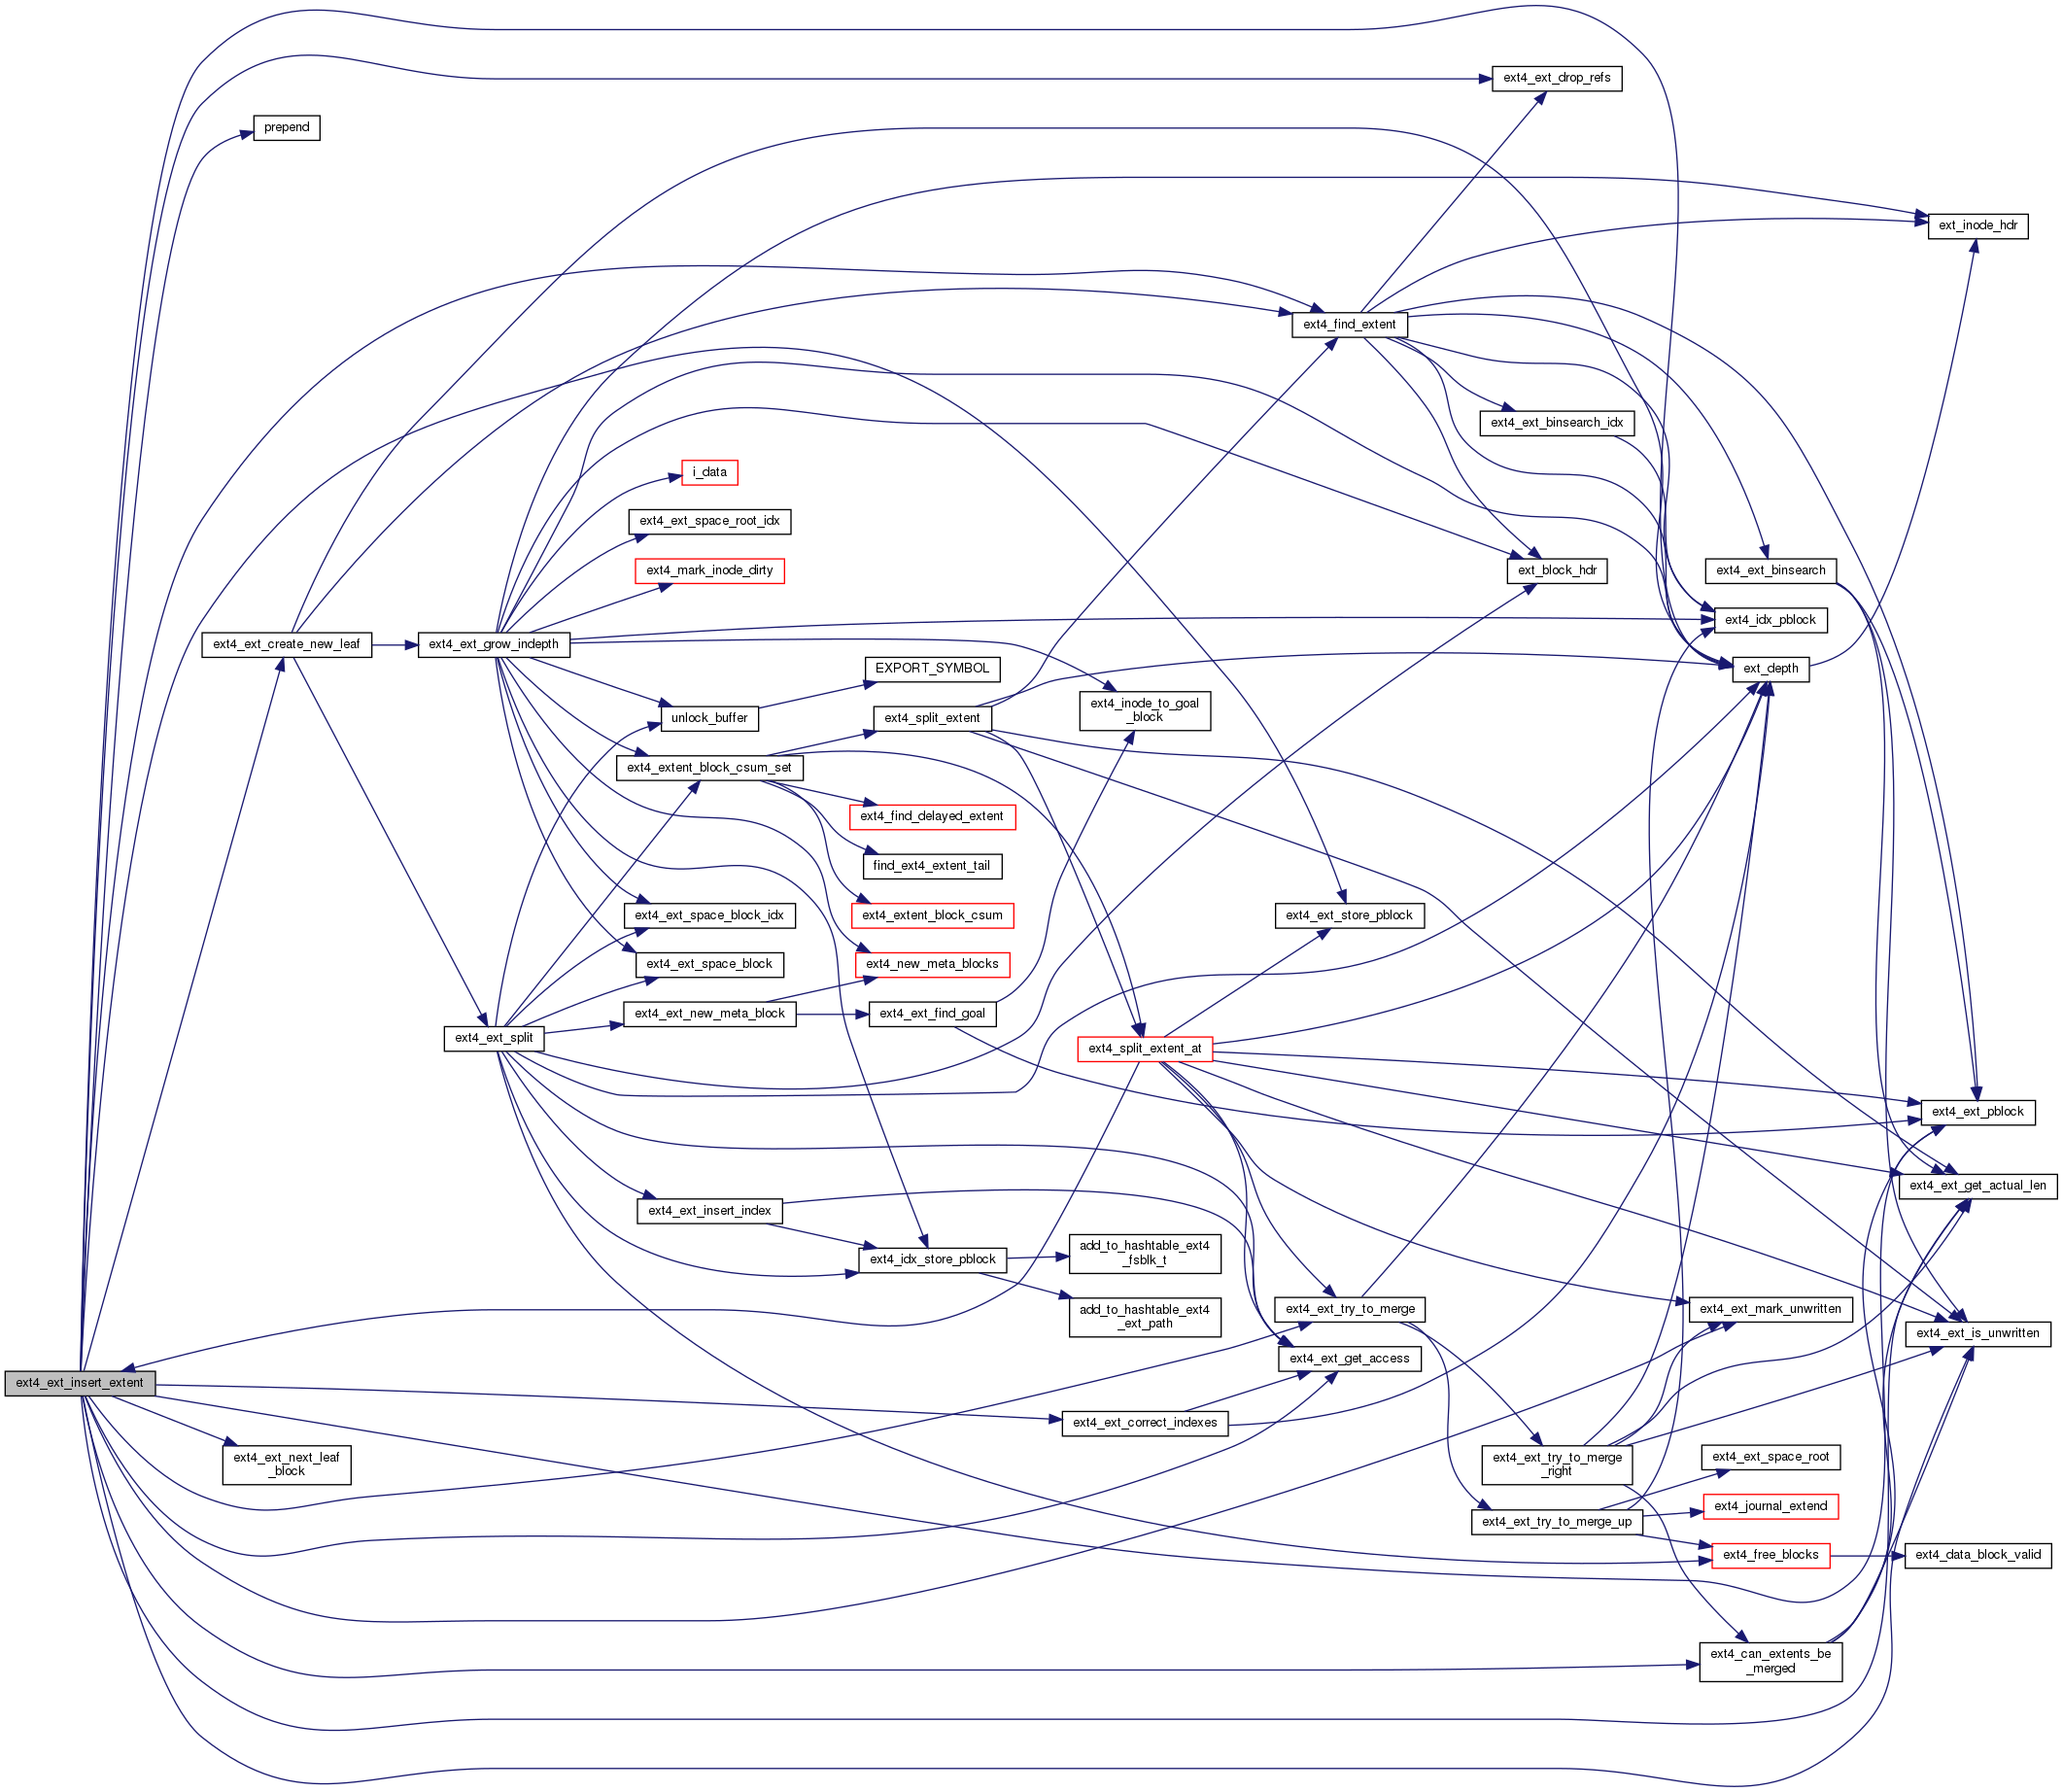 ext4_ext_drop_refs
prepend
ext_inode_hdr
ext4_find_extent
ext4_ext_binsearch_idx
i_data
ext4_ext_space_root_idx
ext4_mark_inode_dirty
ext_block_hdr
ext4_ext_binsearch
ext4_idx_pblock
ext4_ext_create_new_leaf
ext4_ext_grow_indepth
EXPORT_SYMBOL
ext_depth
unlock_buffer
ext4_split_extent
ext4_inode_to_goal
_block
ext4_extent_block_csum_set
ext4_find_delayed_extent
find_ext4_extent_tail
ext4_ext_space_block_idx
ext4_extent_block_csum
ext4_ext_store_pblock
ext4_ext_space_block
ext4_new_meta_blocks
ext4_ext_new_meta_block
ext4_ext_find_goal
ext4_ext_split
ext4_split_extent_at
ext4_ext_pblock
ext4_ext_get_actual_len
ext4_ext_insert_index
ext4_idx_store_pblock
add_to_hashtable_ext4
_fsblk_t
add_to_hashtable_ext4
_ext_path
ext4_ext_try_to_merge
ext4_ext_mark_unwritten
ext4_ext_is_unwritten
ext4_ext_get_access
ext4_ext_insert_extent
ext4_ext_correct_indexes
ext4_ext_next_leaf
_block
ext4_ext_try_to_merge
_right
ext4_ext_space_root
ext4_journal_extend
ext4_ext_try_to_merge_up
ext4_free_blocks
ext4_data_block_valid
ext4_can_extents_be
_merged